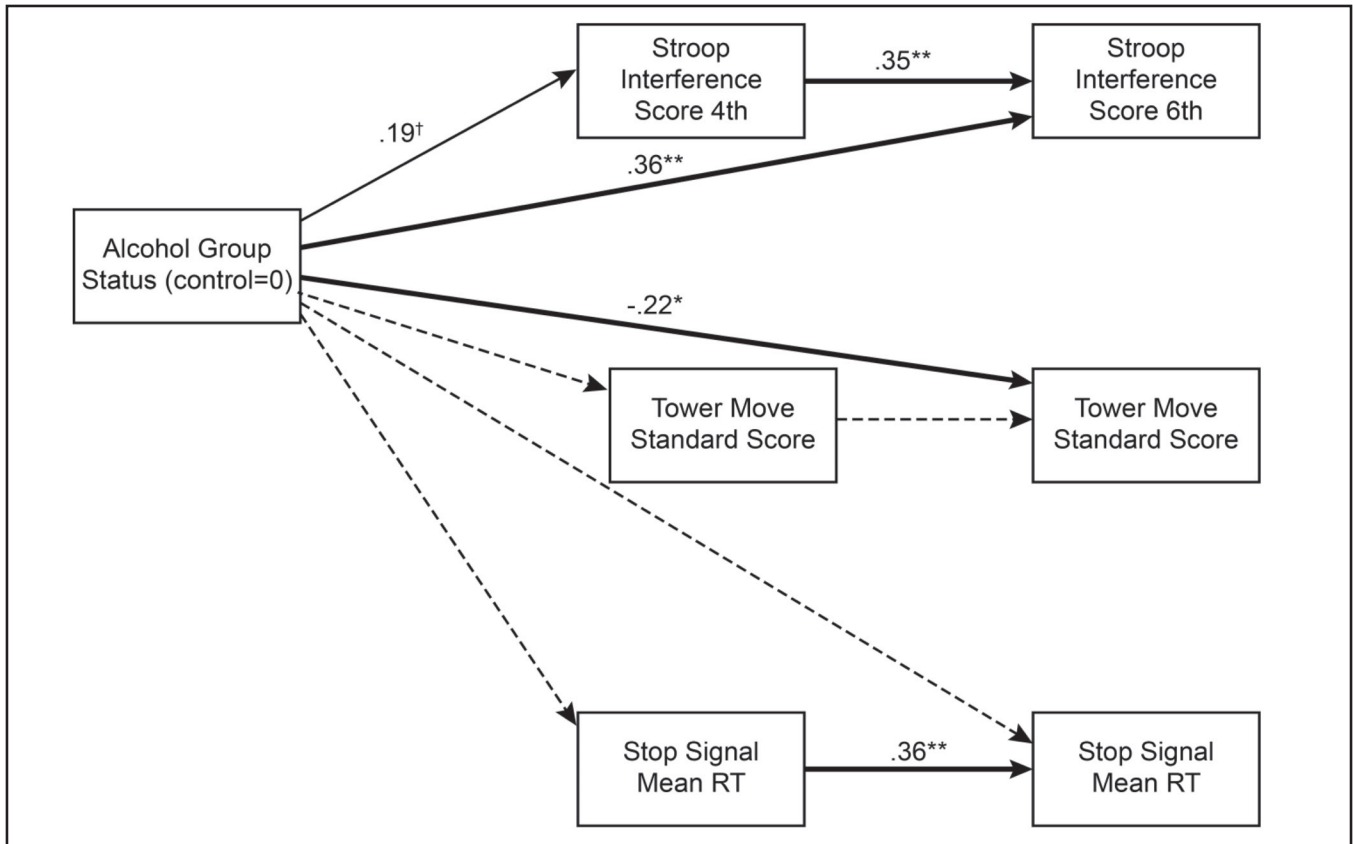 Stroop
Interference
Score 4th
.35**
Stroop
Interference
Score 6th
.19†
.36**
Alcohol Group
Status (control=0)
-.22*
Tower Move
Standard Score
Tower Move
Standard Score
Stop Signal
Mean RT
.36**
Stop Signal
Mean RT